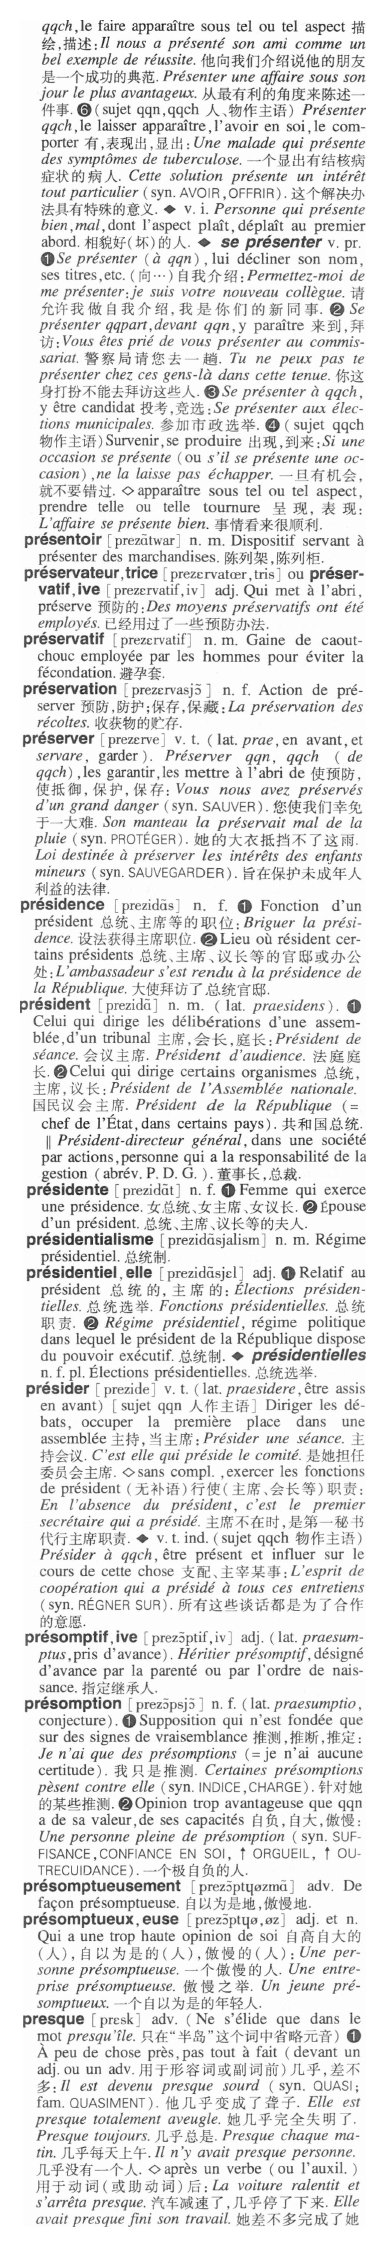 qqch, le faire apparaître sous tel ou tel aspect 描
绘,描述:Il nous a présenté son ami comme un
bel exemple de réussite. 他向我们介绍说他的朋友
是一个成功的典范. Présenter une affaire sous son
jour le plus avantageux. 从最有利的角度来陈述一
件事. ❻ (sujet qqn, qqch 人、物作主语) Présenter
qqch, le laisser apparaître, l'avoir en soi, le com-
porter 有,表现出,显出:Une malade qui présente
des symptômes de tuberculose. 一个显出有结核病
症状的病人. Cette solution présente un intérêt
tout particulier (syn. AVOIR, OFFRIR). 这个解决办
法具有特殊的意义. ◆ v. i. Personne qui présente
bien, mal, dont l'aspect plaît, déplaît au premier
abord. 相貌好(坏)的人. ◆ se présenter v. pr.
❶ Se présenter (à qqn), lui décliner son nom,
ses titres, etc. (向…)自我介绍:Permettez-moi de
me présenter: je suis votre nouveau collègue. 请
允许我做自我介绍,我是你们的新同事. ❷ Se
présenter qqpart, devant qqn, y paraître 来到,拜
访:Vous êtes prié de vous présenter au commis-
sariat. 警察局请您去一趟. Tu ne peux pas te
présenter chez ces gens-là dans cette tenue. 你这
身打扮不能去拜访这些人. ❸ Se présenter à qqch,
y être candidat 投考,竞选:Se présenter aux élec-
tions municipales. 参加市政选举. ❹ (sujet qqch
物作主语) Survenir, se produire 出现,到来:Si une
occasion se présente (ou s'il se présente une oc-
casion), ne la laisse pas échapper. 一旦有机会,
就不要错过. ◇ apparaître sous tel ou tel aspect,
prendre telle ou telle tournure 呈现,表现:
L'affaire se présente bien. 事情看来很顺利.
présentoir [prezɑ̃twar] n. m. Dispositif servant à
présenter des marchandises. 陈列架,陈列柜.
préservateur, trice [prezɛrvatœr, tris] ou préser-
vatif, ive [prezɛrvatif, iv] adj. Qui met à l'abri,
préserve 预防的:Des moyens préservatifs ont été
employés. 已经用过了一些预防办法.
préservatif [prezɛrvatif] n. m. Gaine de caout-
chouc employée par les hommes pour éviter la
fécondation. 避孕套.
préservation [prezɛrvasjɔ̃] n. f. Action de pré-
server 预防,防护;保存,保藏:La préservation des
récoltes. 收获物的贮存.
préserver [prezɛrve] v. t. (lat. prae, en avant, et
servare, garder). Préserver qqn, qqch (de
qqch), les garantir, les mettre à l'abri de 使预防,
使抵御,保护,保存:Vous nous avez préservés
d'un grand danger (syn. SAUVER). 您使我们幸免
于一大难. Son manteau la préservait mal de la
pluie (syn. PROTÉGER). 她的大衣抵挡不了这雨.
Loi destinée à préserver les intérêts des enfants
mineurs (syn. SAUVEGARDER). 旨在保护未成年人
利益的法律.
présidence [prezidɑ̃s] n. f. ❶ Fonction d'un
président 总统、主席等的职位:Briguer la prési-
dence. 设法获得主席职位. ❷ Lieu où résident cer-
tains présidents 总统、主席、议长等的官邸或办公
处:L'ambassadeur s'est rendu à la présidence de
la République. 大使拜访了总统官邸.
président [prezidɑ̃] n. m. (lat. praesidens). ❶
Celui qui dirige les délibérations d'une assem-
blée, d'un tribunal 主席,会长,庭长:Président de
séance. 会议主席. Président d'audience. 法庭庭
长. ❷ Celui qui dirige certains organismes 总统,
主席,议长:Président de l'Assemblée nationale.
国民议会主席. Président de la République (=
chef de l'État, dans certains pays). 共和国总统.
‖ Président-directeur général, dans une société
par actions, personne qui a la responsabilité de la
gestion (abrév. P. D. G.). 董事长,总裁.
présidente [prezidɑ̃t] n. f. ❶ Femme qui exerce
une présidence. 女总统、女主席、女议长. ❷ Épouse
d'un président. 总统、主席、议长等的夫人.
présidentialisme [prezidɑ̃sjalism] n. m. Régime
présidentiel. 总统制.
présidentiel, elle [prezidɑ̃sjɛl] adj. ❶ Relatif au
président 总统的,主席的:Élections présiden-
tielles. 总统选举. Fonctions présidentielles. 总统
职责. ❷ Régime présidentiel, régime politique
dans lequel le président de la République dispose
du pouvoir exécutif. 总统制. ◆ présidentielles
n. f. pl. Élections présidentielles. 总统选举.
présider [prezide] v. t. (lat. praesidere, être assis
en avant) [sujet qqn 人作主语] Diriger les dé-
bats, occuper la première place dans une
assemblée 主持,当主席:Présider une séance. 主
持会议. C'est elle qui préside le comité. 是她担任
委员会主席. ◇ sans compl., exercer les fonctions
de président (无补语)行使(主席、会长等)职责:
En l'absence du président, c'est le premier
secrétaire qui a présidé. 主席不在时,是第一秘书
代行主席职责. ◆ v. t. ind. (sujet qqch 物作主语)
Présider à qqch, être présent et influer sur le
cours de cette chose 支配、主宰某事:L'esprit de
coopération qui a présidé à tous ces entretiens
(syn. RÉGNER SUR). 所有这些谈话都是为了合作
的意愿.
présomptif, ive [prezɔ̃ptif, iv] adj. (lat. praesum-
ptus, pris d'avance). Héritier présomptif, désigné
d'avance par la parenté ou par l'ordre de nais-
sance. 指定继承人.
présomption [prezɔ̃psjɔ̃] n. f. (lat. praesumptio,
conjecture). ❶ Supposition qui n'est fondée que
sur des signes de vraisemblance 推测,推断,推定:
Je n'ai que des présomptions (= je n'ai aucune
certitude). 我只是推测. Certaines présomptions
pèsent contre elle (syn. INDICE, CHARGE). 针对她
的某些推测. ❷ Opinion trop avantageuse que qqn
a de sa valeur, de ses capacités 自负,自大,傲慢:
Une personne pleine de présomption (syn. SUF-
FISANCE, CONFIANCE EN SOI, ↑ ORGUEIL, ↑ OU-
TRECUIDANCE). 一个极自负的人.
présomptueusement [prezɔ̃ptɥøzmɑ̃] adv. De
façon présomptueuse. 自以为是地,傲慢地.
présomptueux, euse [prezɔ̃ptɥø, øz] adj. et n.
Qui a une trop haute opinion de soi 自高自大的
(人),自以为是的(人),傲慢的(人):Une per-
sonne présomptueuse. 一个傲慢的人. Une entre-
prise présomptueuse. 傲慢之举. Un jeune pré-
somptueux. 一个自以为是的年轻人.
presque [prɛsk] adv. (Ne s'élide que dans le
mot presqu'île. 只在“半岛”这个词中省略元音) ❶
À peu de chose près, pas tout à fait (devant un
adj. ou un adv. 用于形容词或副词前)几乎,差不
多:Il est devenu presque sourd (syn. QUASI;
fam. QUASIMENT). 他几乎变成了聋子. Elle est
presque totalement aveugle. 她几乎完全失明了.
Presque toujours. 几乎总是. Presque chaque ma-
tin. 几乎每天上午. Il n'y avait presque personne.
几乎没有一个人. ◇ après un verbe (ou l'auxil.)
用于动词(或助动词)后:La voiture ralentit et
s'arrêta presque. 汽车减速了,几乎停了下来. Elle
avait presque fini son travail. 她差不多完成了她